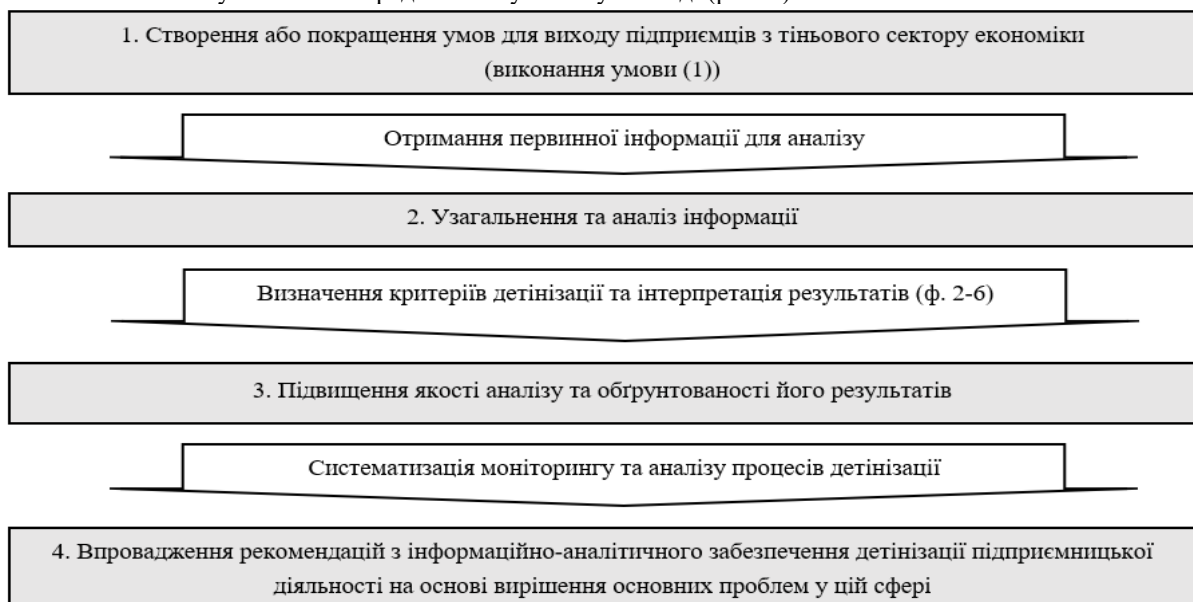 1. Створення або покращення умов для виходу підприємців з тіньового сектору економіки
(виконання умови (1))
Отримання первинної інформації для аналізу
2. Узагальнення та аналіз інформації
Визначення критеріїв детінізації та інтерпретація результатів (ф. 2-6)
3. Підвищення якості аналізу та обґрунтованості його результатів
Систематизація моніторингу та аналізу процесів детінізації
4. Впровадження рекомендацій з інформаційно-аналітичного забезпечення детінізації підприємницької
діяльності на основі вирішення основних проблем у цій сфері